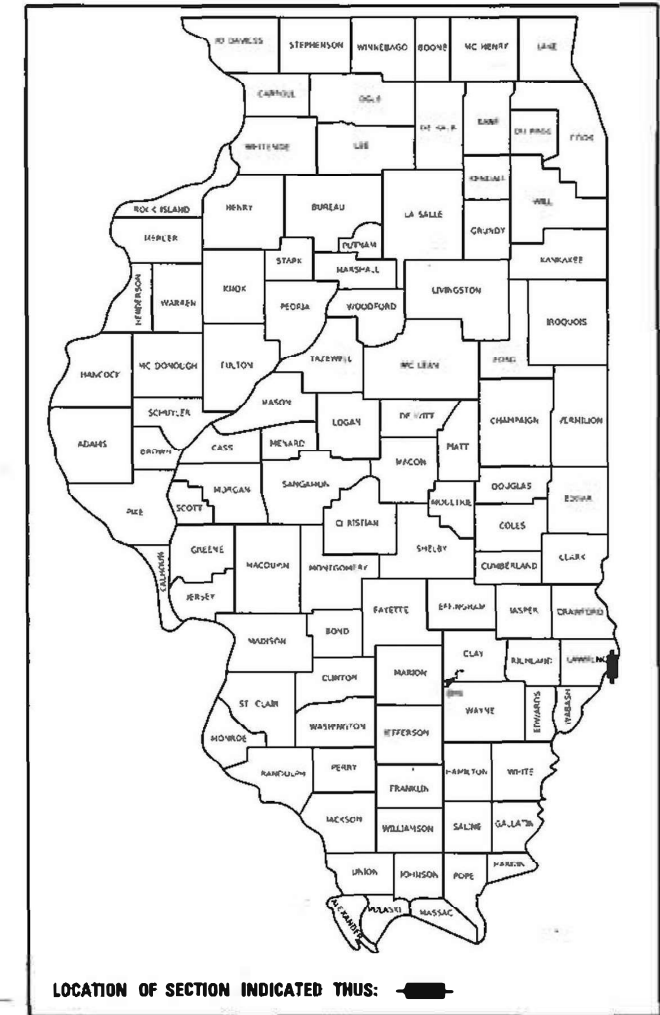 JO DAVIESS STEPHENSON WINNEBAGO BOONE MC HENRY LAKE
CARROLL OGLE DE KALB KANE DU PAGE COOK
WHITESIDE LEE KENDALL WILL
ROCK ISLAND HENRY BUREAU LA SALLE GRUNDY
MERCER STARK PUTNAM MARSHALL KANKAKEE
HENDERSON WARREN KNOX PEORIA WOODFORD LIVINGSTON IROQUOIS
HANCOCK MC DONOUGH FULTON TAZEWELL MC LEAN FORD
SCHUYLER MASON LOGAN DE WITT CHAMPAIGN VERMILION
ADAMS BROWN CASS MENARD MACON PIATT
PIKE SCOTT MORGAN SANGAMON MOULTRIE DOUGLAS EDGAR
CHRISTIAN COLES
CALHOUN GREENE MACOUPIN MONTGOMERY SHELBY CUMBERLAND CLARK
JERSEY FAYETTE EFFINGHAM JASPER CRAWFORD
MADISON BOND CLAY RICHLAND LAWRENC
CLINTON MARION
ST. CLAIR WAYNE EDWARDS WABASH
MONROE WASHINGTON JEFFERSON
RANDOLPH PERRY HAMILTON WHITE
FRANKLIN
JACKSON WILLIAMSON SALINE GALLATIN
UNION JOHNSON POPE HARDIN
ALEXANDER PULASKI MASSAC
LOCATION OF SECTION INDICATED THUS: